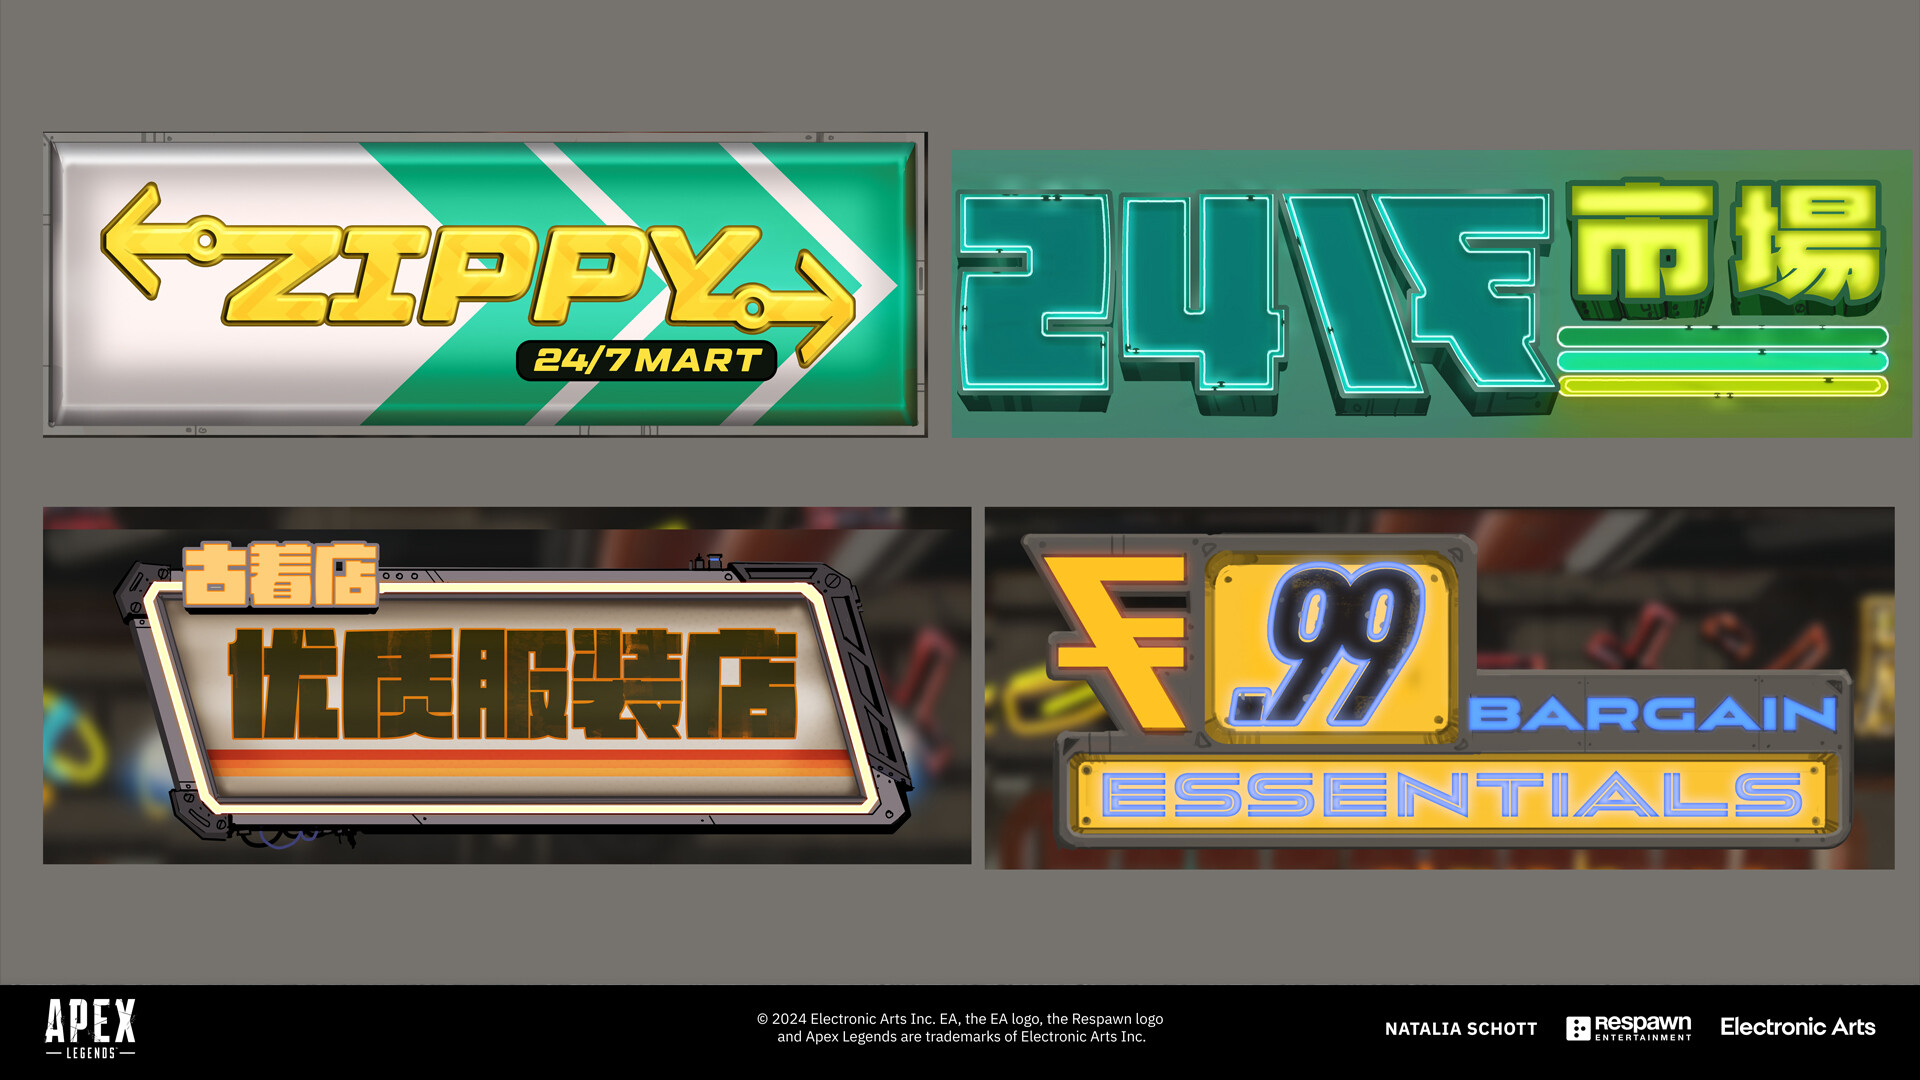 ZIPPY
24/7 MART
24\7 市場
古着店
优质服装店
.99 BARGAIN
ESSENTIALS
APEX
LEGENDS
© 2024 Electronic Arts Inc. EA, the EA logo, the Respawn logo
and Apex Legends are trademarks of Electronic Arts Inc.
NATALIA SCHOTT
Respawn
ENTERTAINMENT
Electronic Arts